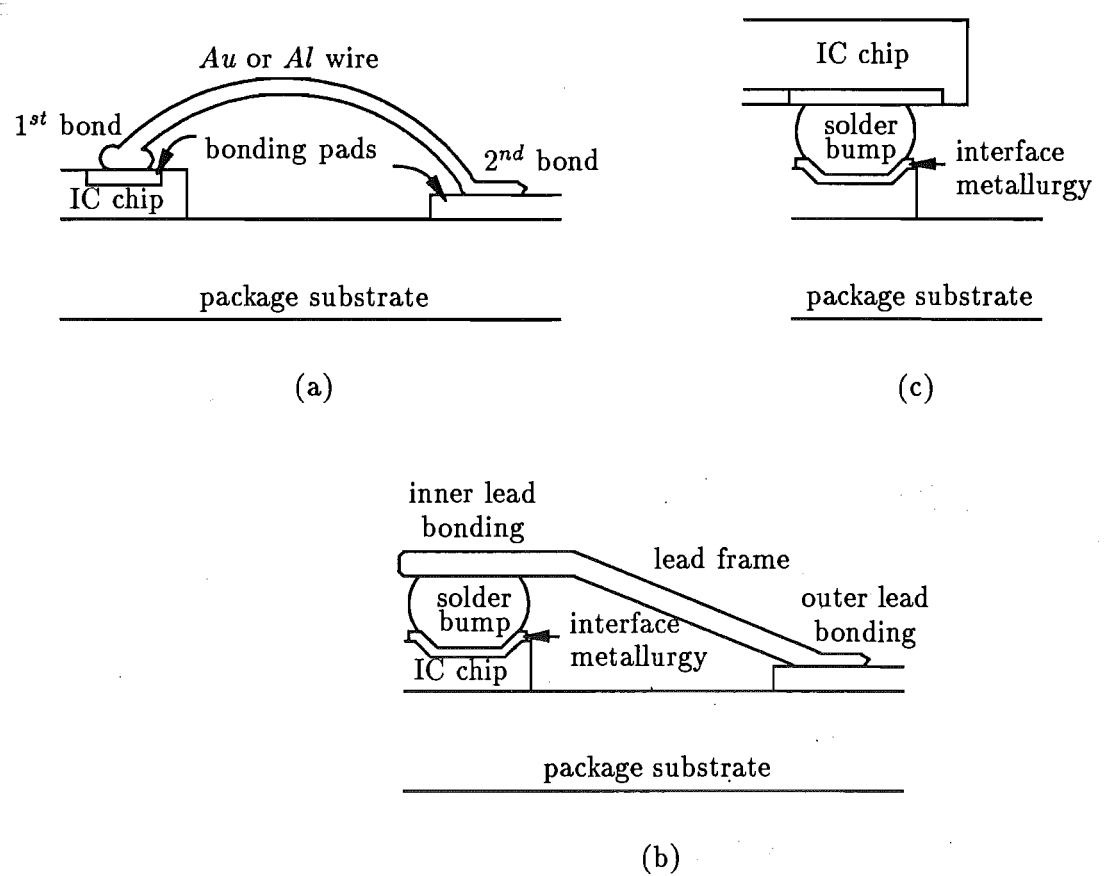 Au or Al wire
1st bond
bonding pads
2nd bond
IC chip
package substrate
(a)
IC chip
solder
bump
interface
metallurgy
package substrate
(c)
inner lead
bonding
lead frame
solder
bump
outer lead
bonding
interface
metallurgy
IC chip
package substrate
(b)